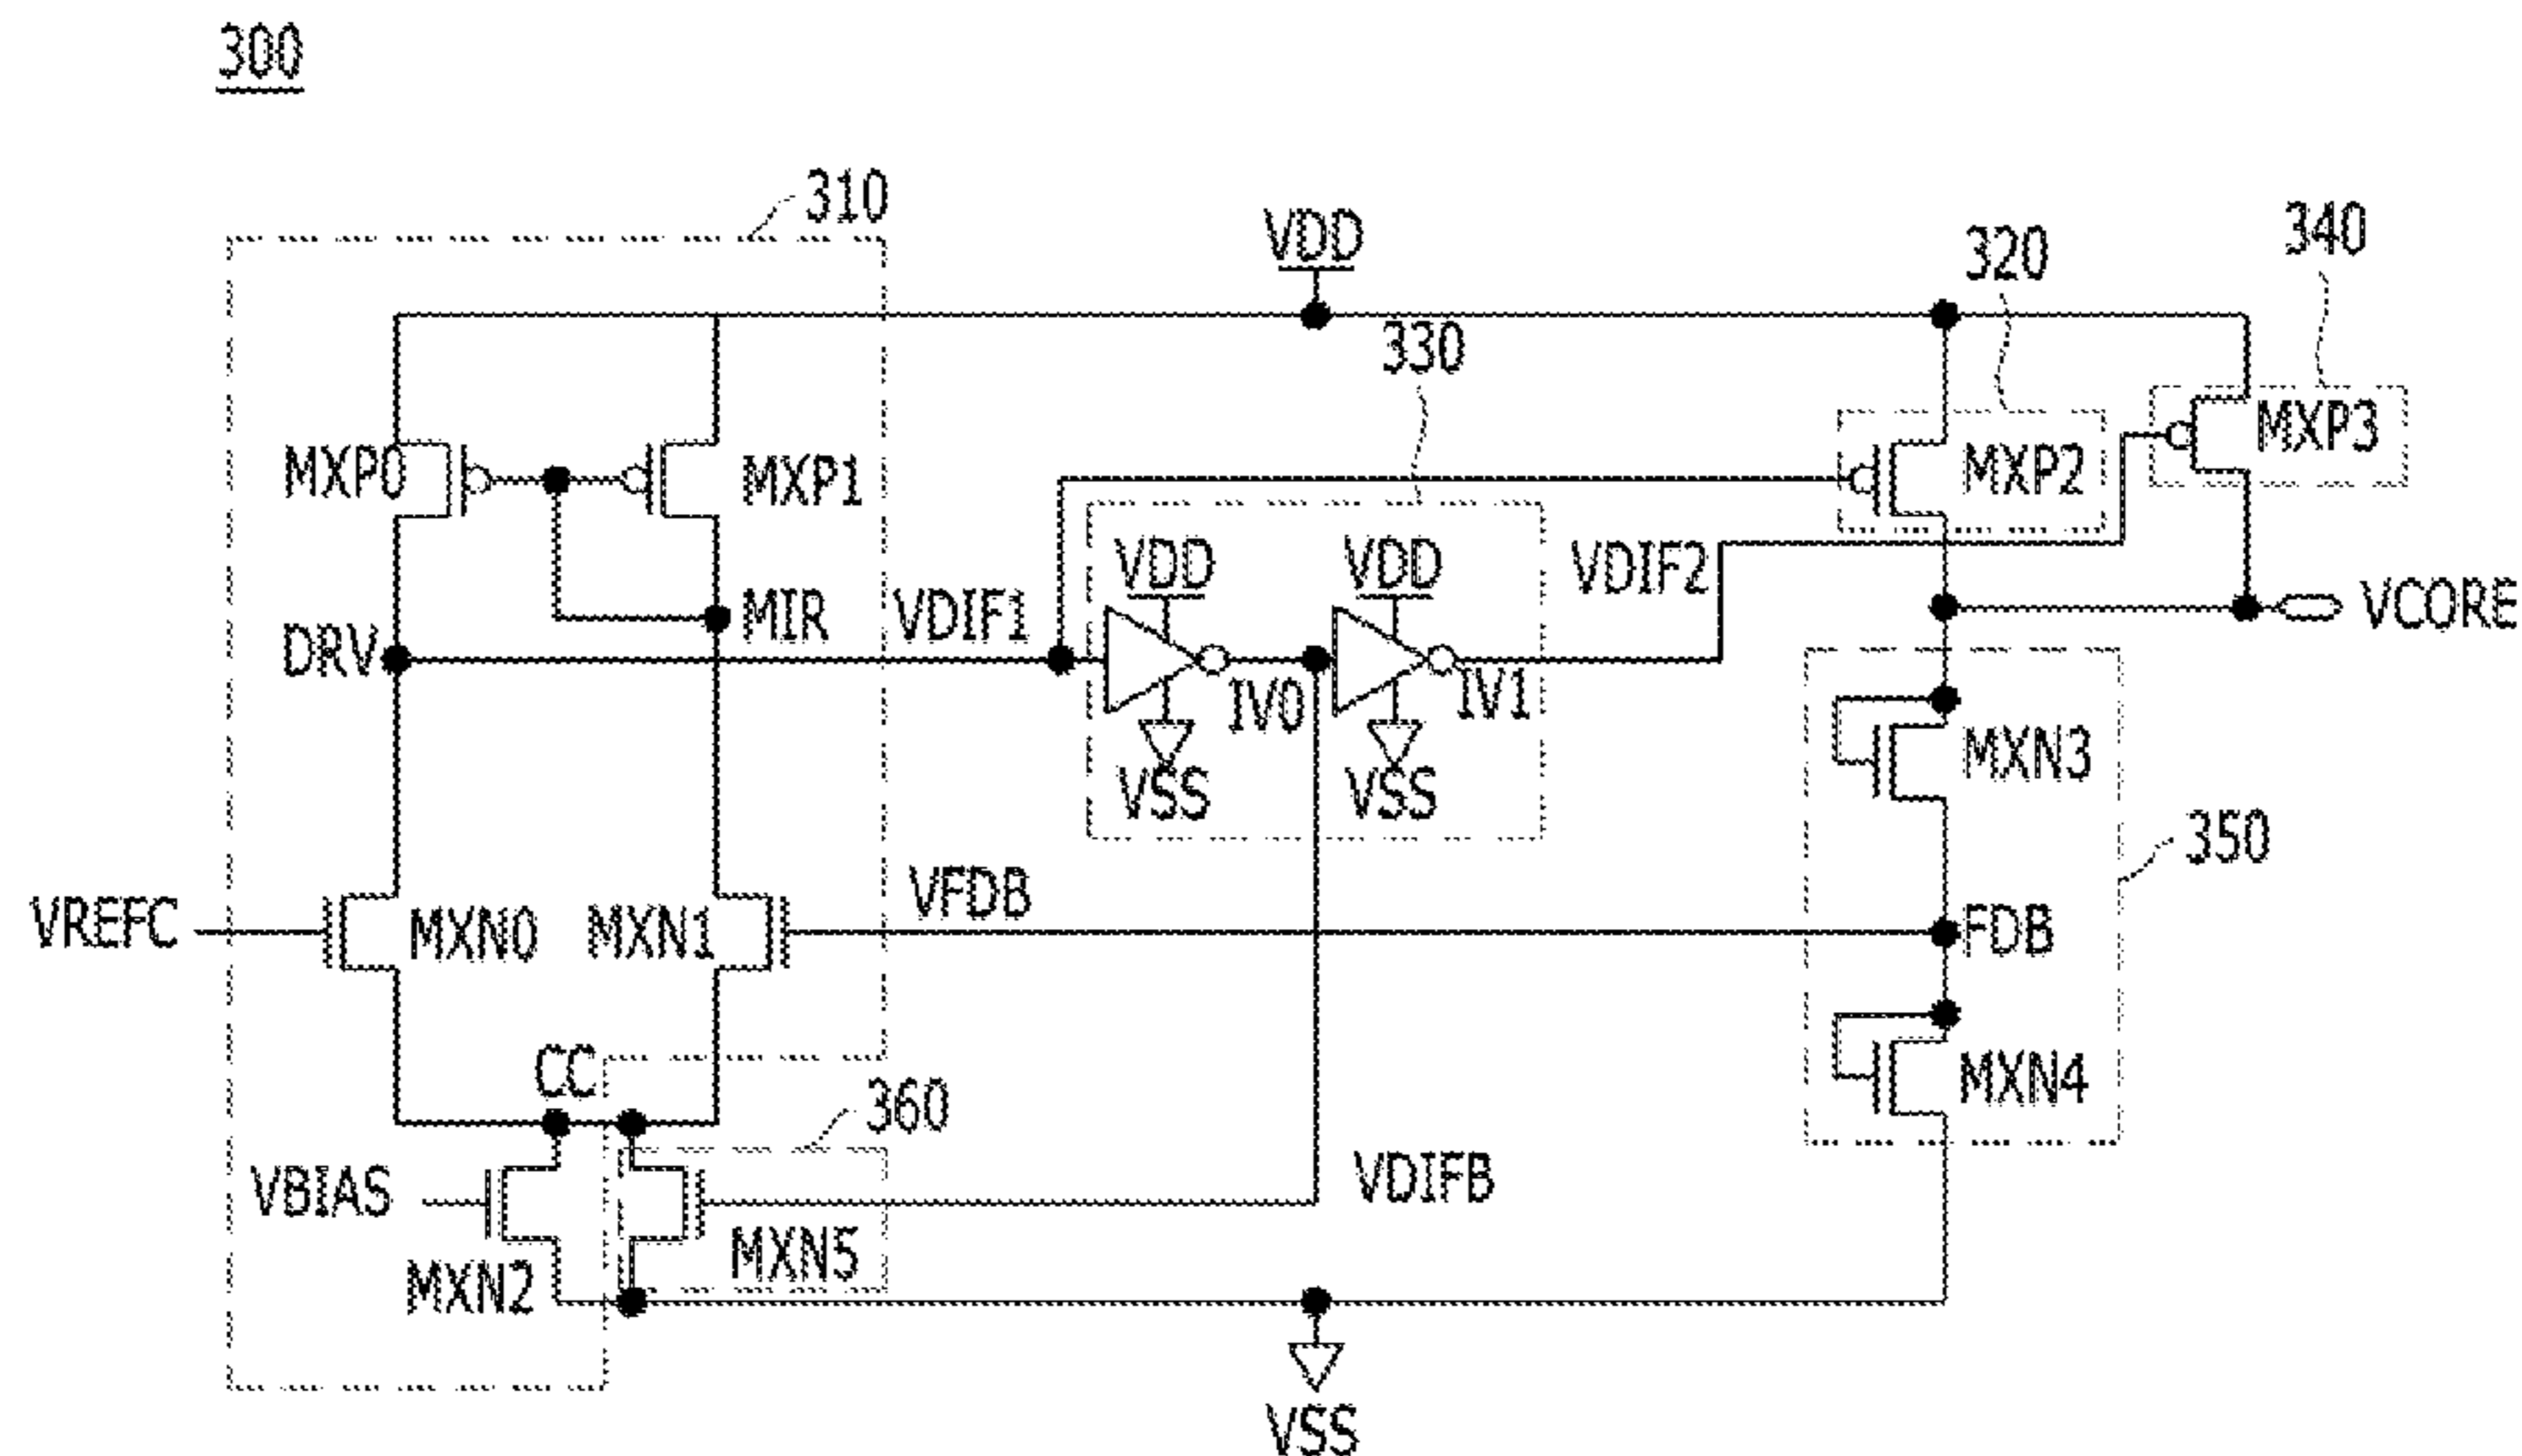 300
310
VDD
320
340
330
MXP0
MXP1
MXP2
MXP3
VDD
VDD
VDIF2
MIR
VDIF1
VCORE
DRV
IV0
IV1
MXN3
VSS
VSS
350
VREFC
MXN0
MXN1
VFDB
FDB
CC
360
MXN4
VBIAS
VDIFB
MXN2
MXN5
VSS